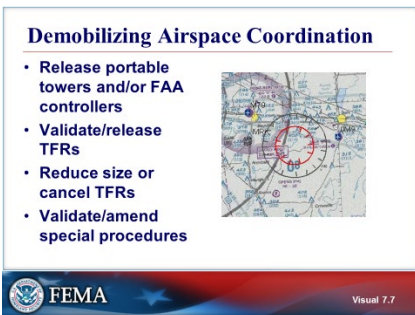 Demobilizing Airspace Coordination
• Release portable
towers and/or FAA
controllers
• Validate/release
TFRs
• Reduce size or
cancel TFRs
• Validate/amend
special procedures
FEMA
Visual 7.7